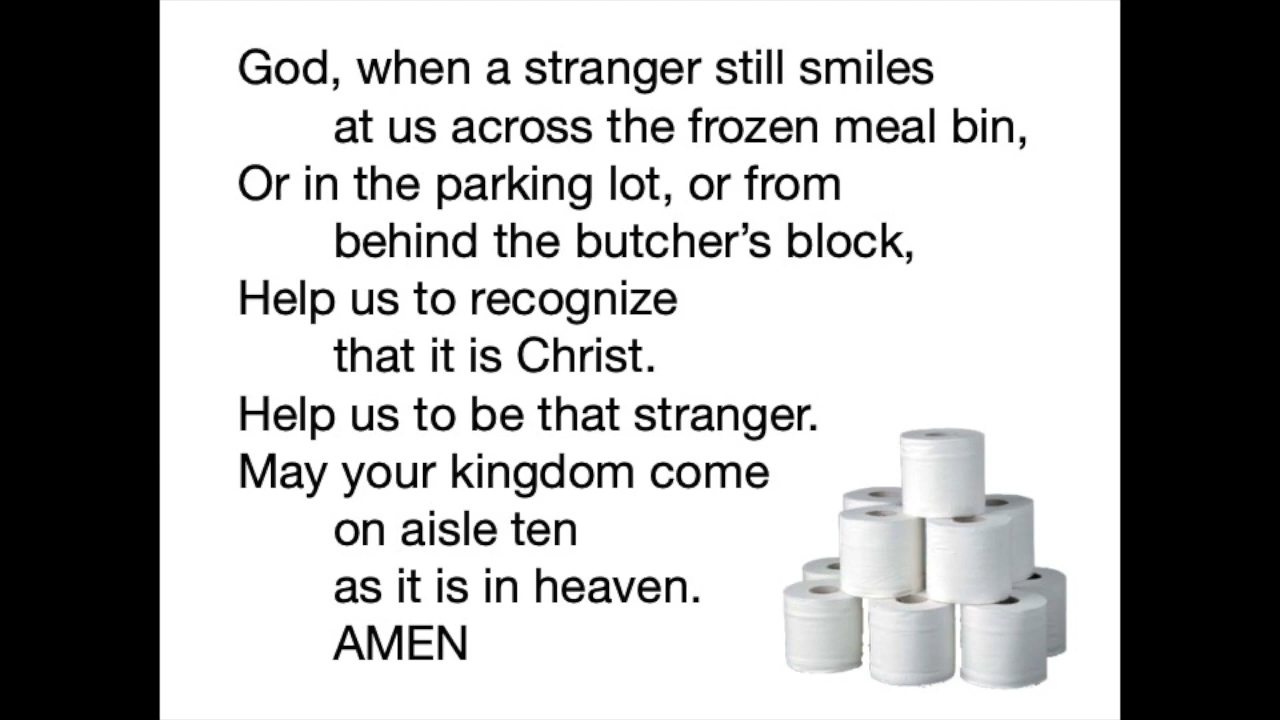 God, when a stranger still smiles
at us across the frozen meal bin,
Or in the parking lot, or from
behind the butcher’s block,
Help us to recognize
that it is Christ.
Help us to be that stranger.
May your kingdom come
on aisle ten
as it is in heaven.
AMEN